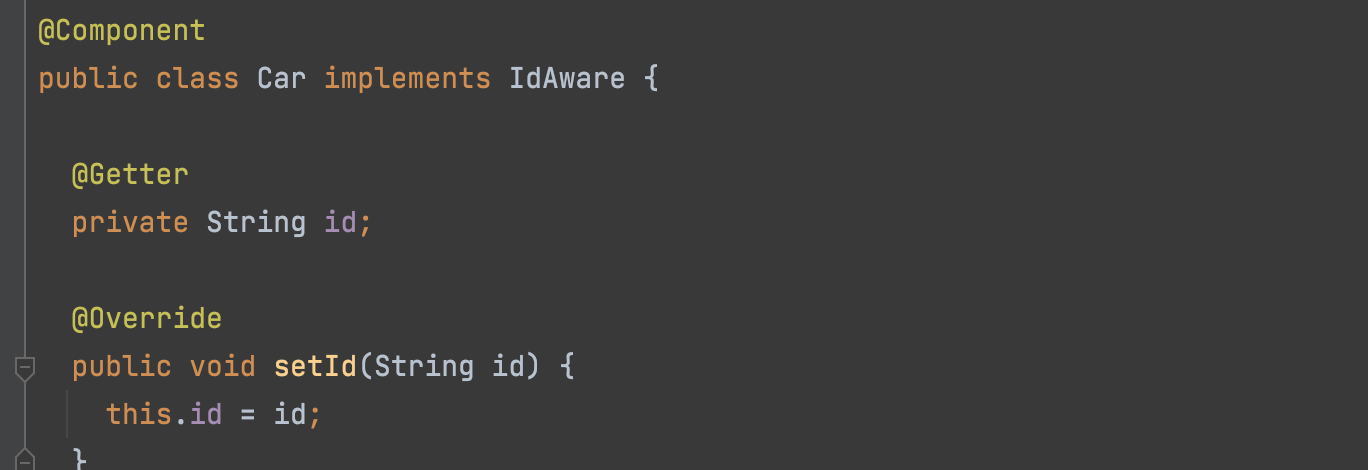 @Component
public class Car implements IdAware {
@Getter
private String id;
@Override
public void setId(String id) {
this.id = id;
}